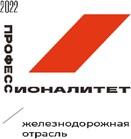 2022
ПРОФЕСС
ИОНАЛИТЕТ
железнодорожная
отрасль